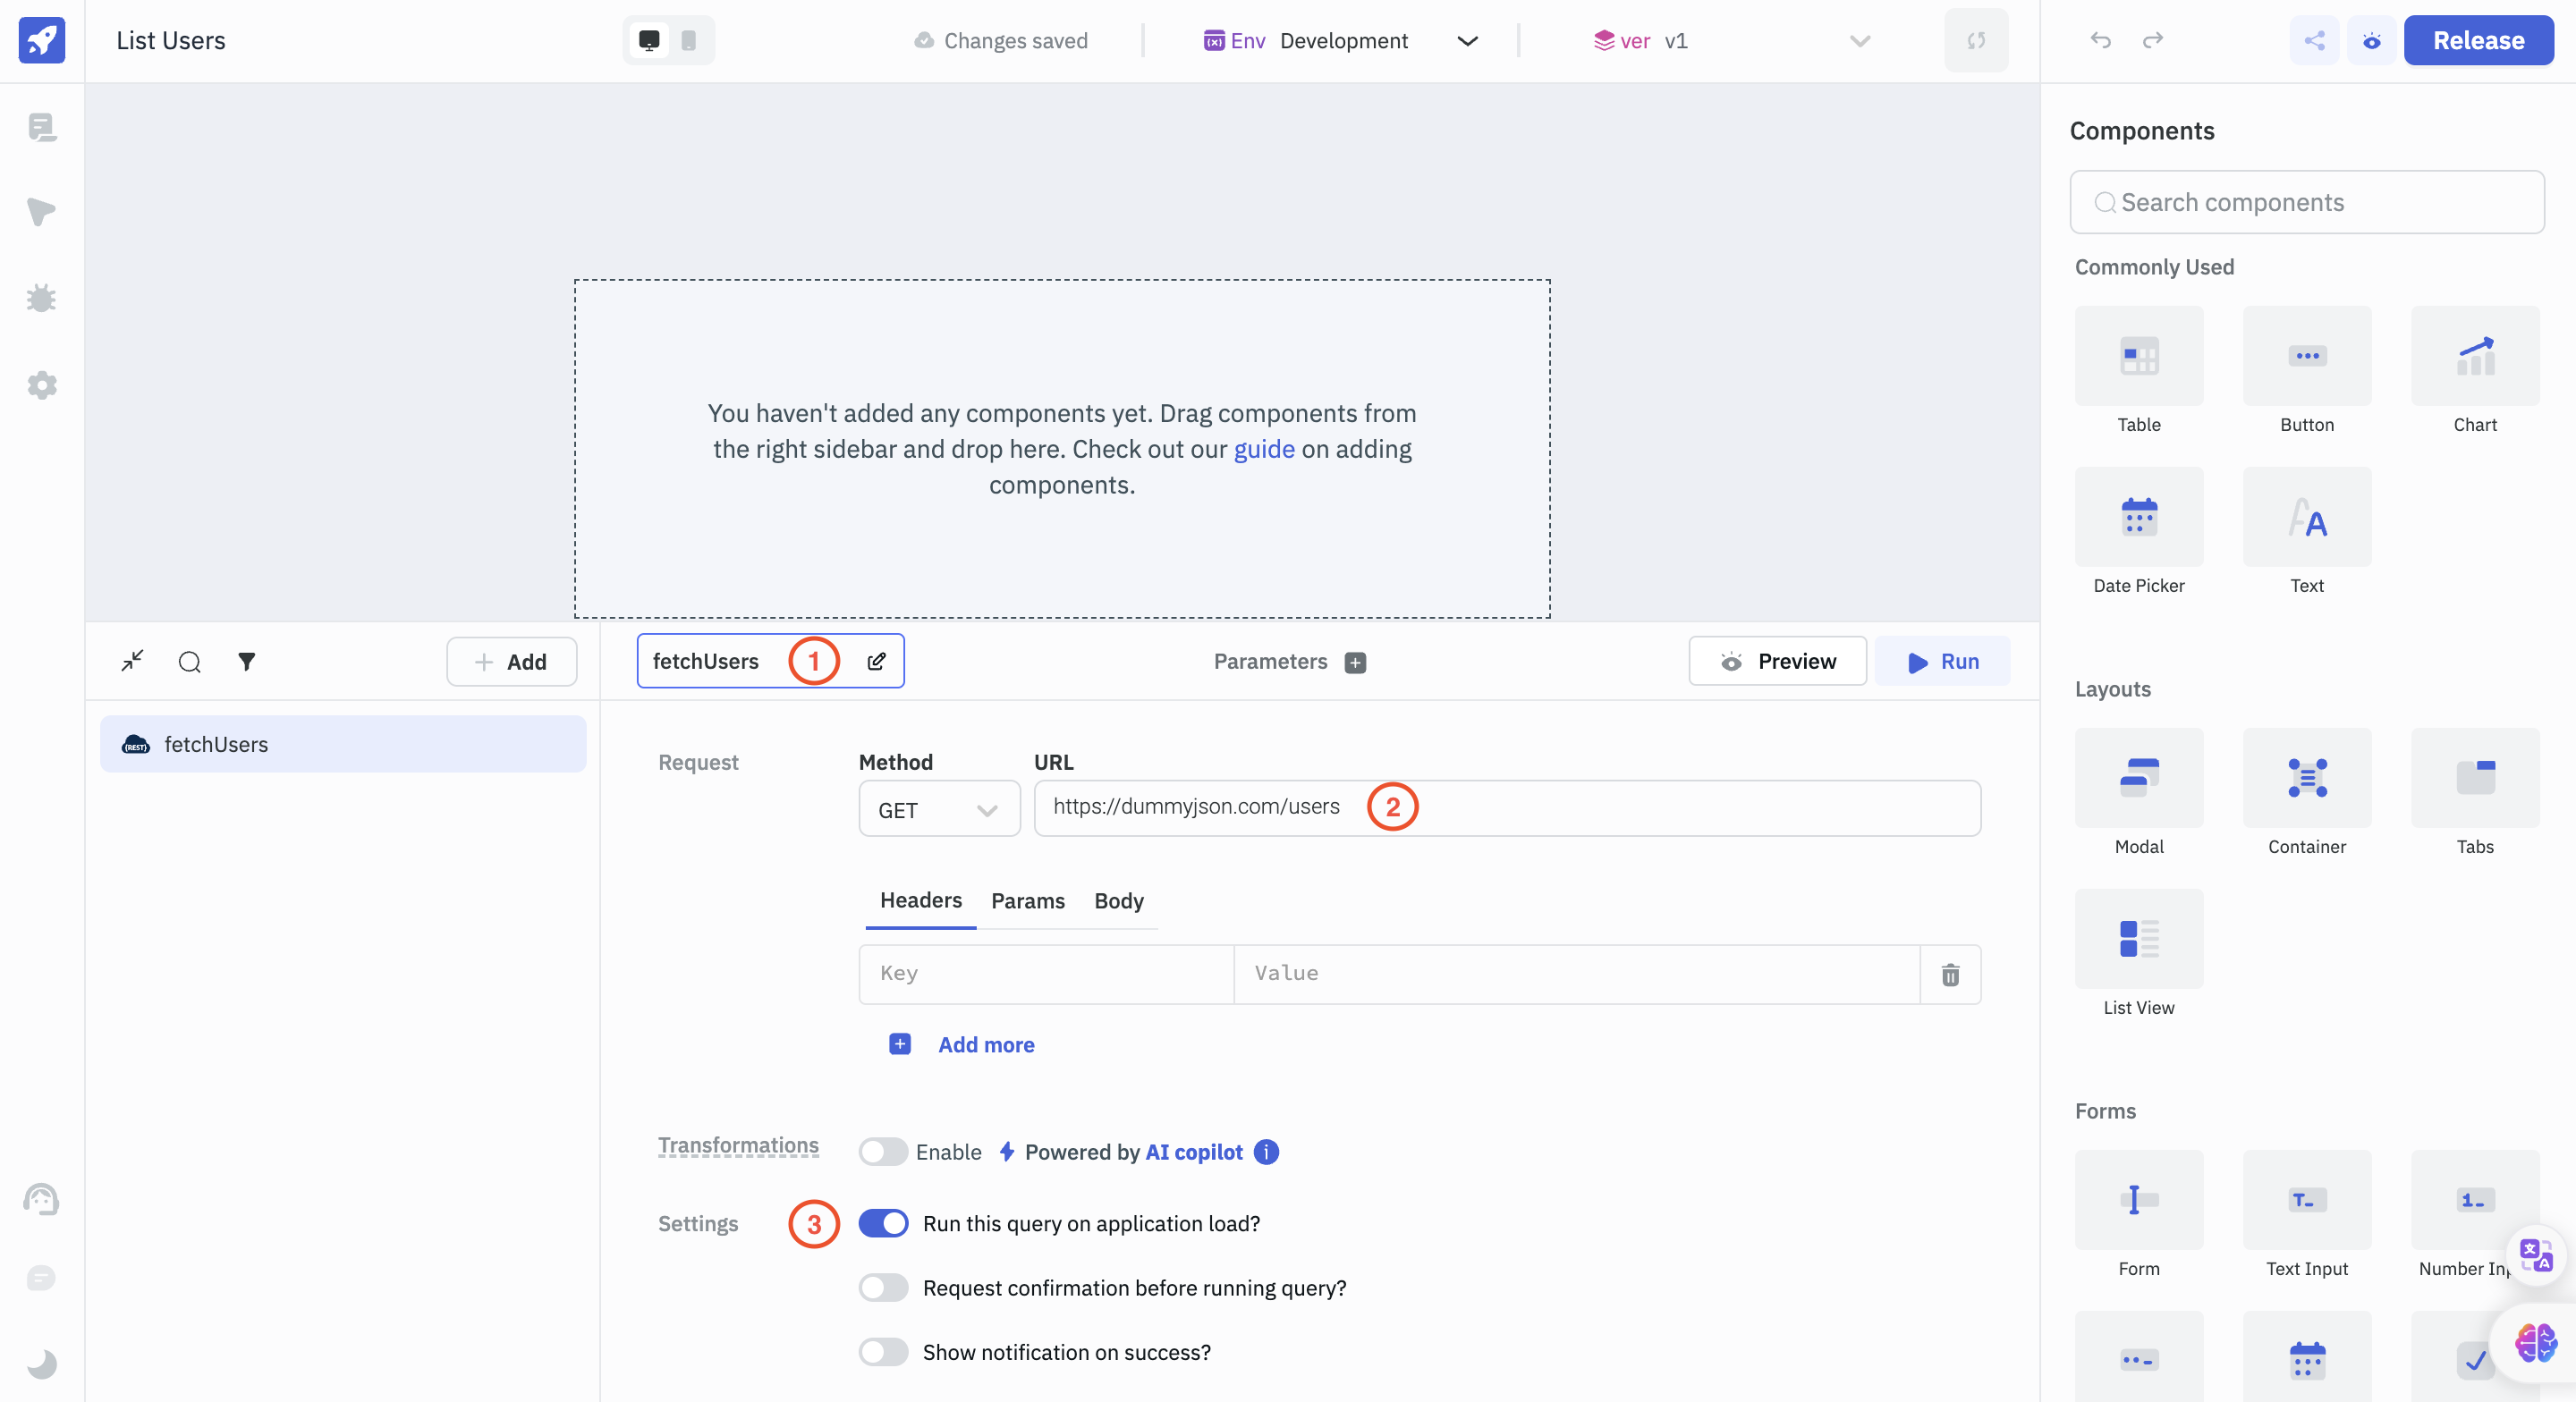 List Users
Changes saved
Env Development
ver v1
Release
You haven't added any components yet. Drag components from
the right sidebar and drop here. Check out our guide on adding
components.
Components
Search components
Commonly Used
Table
Button
Chart
Date Picker
Text
Layouts
Modal
Container
Tabs
List View
Forms
Form
Text Input
Number Inp
Add
fetchUsers
1
Parameters
Preview
Run
REST
fetchUsers
Request
Method
URL
GET
https://dummyjson.com/users
2
Headers
Params
Body
Key
Value
Add more
Transformations
Enable
Powered by AI copilot
Settings
3
Run this query on application load?
Request confirmation before running query?
Show notification on success?